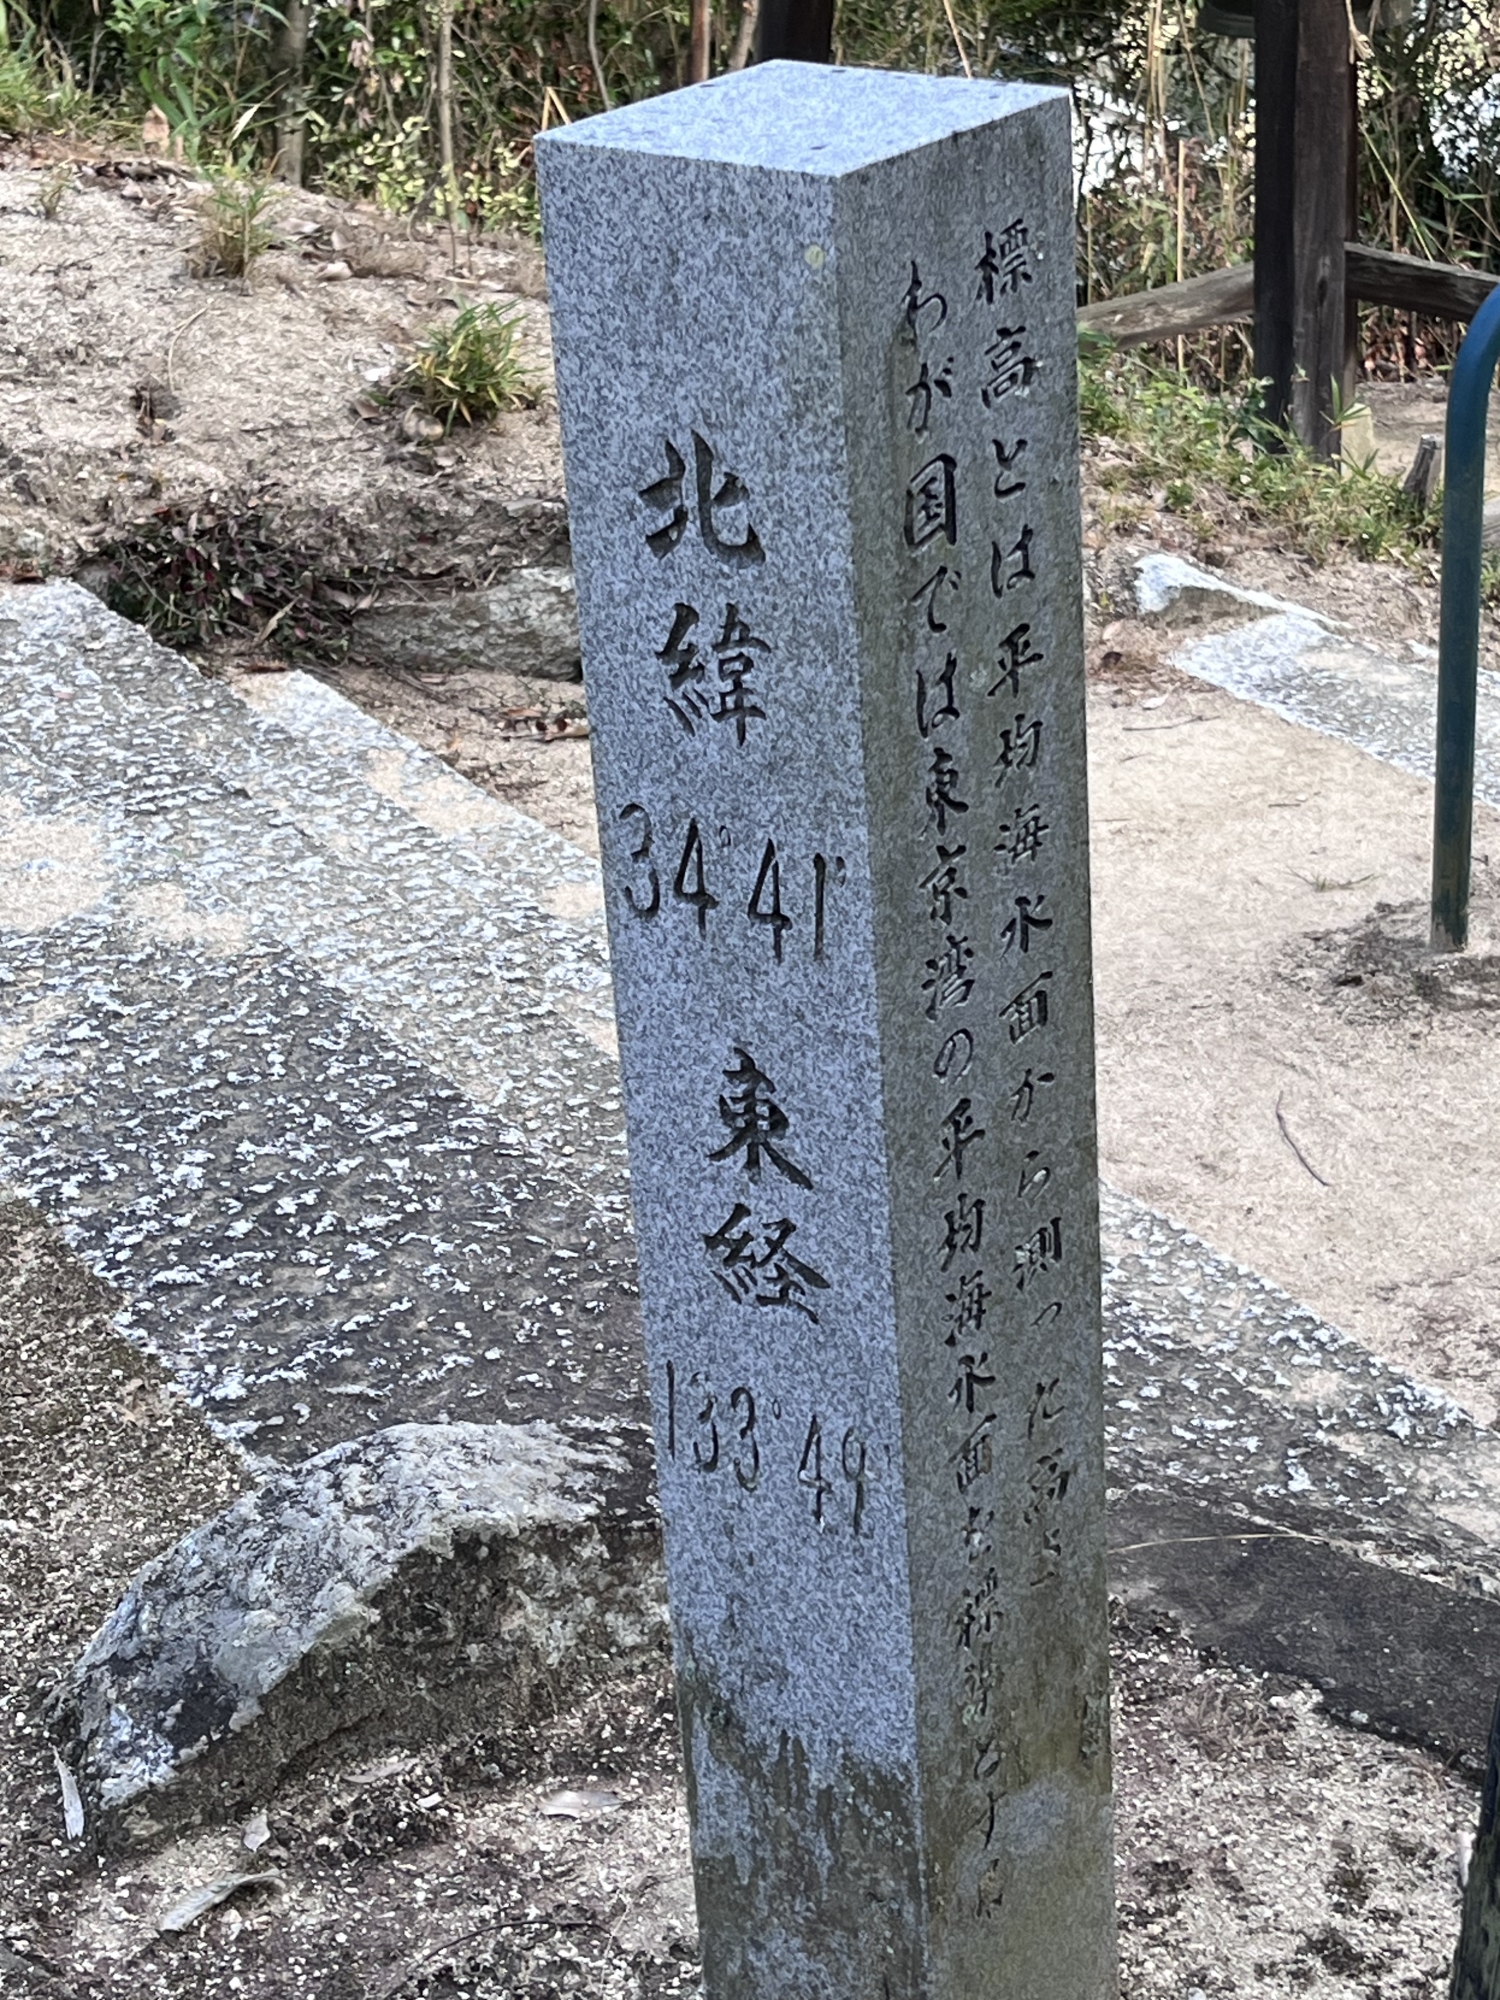 北緯 34°41′ 東経 133°49′
標高とは平均海水面から測った高さ
わが国では東京湾の平均海水面を標準とする